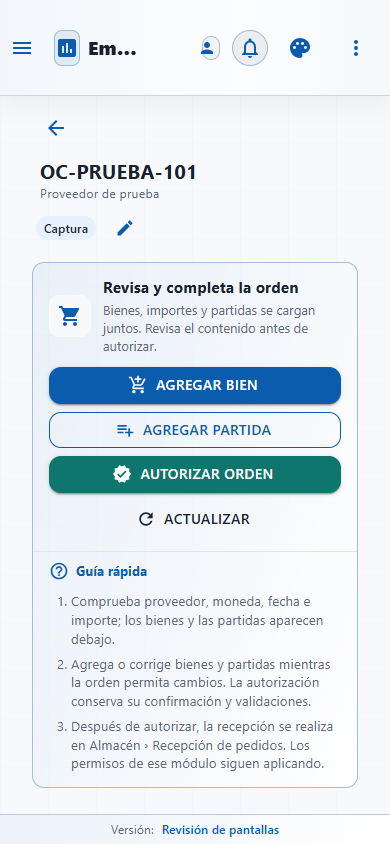 Em...
OC-PRUEBA-101
Proveedor de prueba
Captura
Revisa y completa la orden
Bienes, importes y partidas se cargan
juntos. Revisa el contenido antes de
autorizar.
AGREGAR BIEN
AGREGAR PARTIDA
AUTORIZAR ORDEN
ACTUALIZAR
Guía rápida
1. Comprueba proveedor, moneda, fecha e
importe; los bienes y las partidas aparecen
debajo.
2. Agrega o corrige bienes y partidas mientras
la orden permita cambios. La autorización
conserva su confirmación y validaciones.
3. Después de autorizar, la recepción se realiza
en Almacén › Recepción de pedidos. Los
permisos de ese módulo siguen aplicando.
Versión: Revisión de pantallas